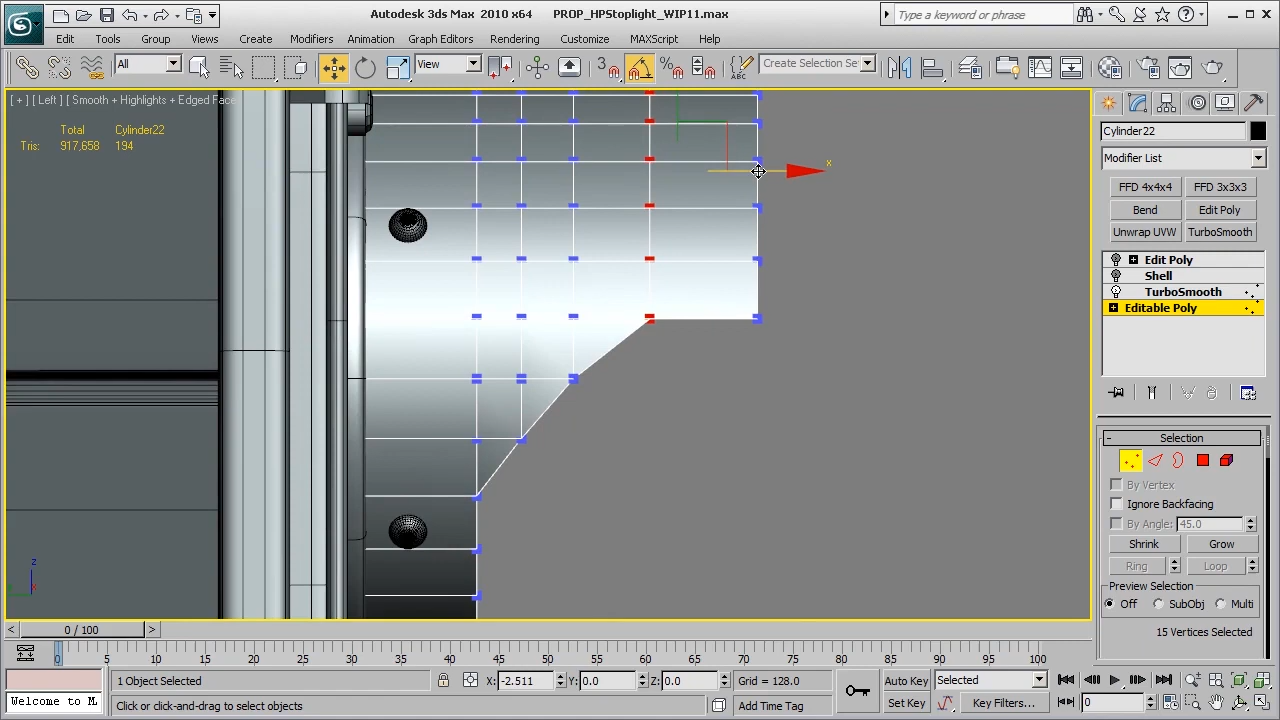 Autodesk 3ds Max 2010 x64 PROP_HPStoplight_WIP11.max
Type a keyword or phrase
Edit Tools Group Views Create Modifiers Animation Graph Editors Rendering Customize MAXScript Help
All View 3 Create Selection Se
[ + ] [ Left ] [ Smooth + Highlights + Edged Face
Total Cylinder22
Tris: 917,658 194
x
z
Cylinder22
Modifier List
FFD 4x4x4 FFD 3x3x3
Bend Edit Poly
Unwrap UVW TurboSmooth
Edit Poly
Shell
TurboSmooth
Editable Poly
- Selection
By Vertex
Ignore Backfacing
By Angle: 45.0
Shrink Grow
Ring Loop
Preview Selection
Off SubObj Multi
15 Vertices Selected
< 0 / 100 >
0 5 10 15 20 25 30 35 40 45 50 55 60 65 70 75 80 85 90 95 100
1 Object Selected X: -2.511 Y: 0.0 Z: 0.0 Grid = 128.0 Auto Key Selected
Welcome to M Click or click-and-drag to select objects Add Time Tag Set Key Key Filters... 0